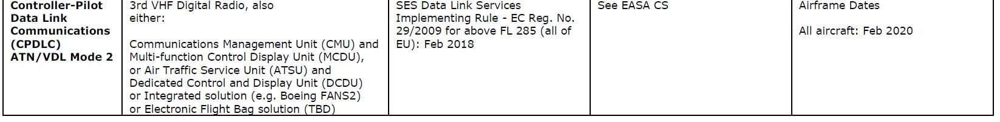 Controller-Pilot
Data Link
Communications
(CPDLC)
ATN/VDL Mode 2
3rd VHF Digital Radio, also
either:
Communications Management Unit (CMU) and
Multi-function Control Display Unit (MCDU),
or Air Traffic Service Unit (ATSU) and
Dedicated Control and Display Unit (DCDU)
or Integrated solution (e.g. Boeing FANS2)
or Electronic Flight Bag solution (TBD)
SES Data Link Services
Implementing Rule - EC Reg. No.
29/2009 for above FL 285 (all of
EU): Feb 2018
See EASA CS
Airframe Dates
All aircraft: Feb 2020